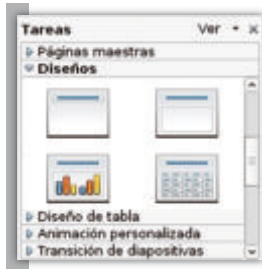 Tareas Ver
Páginas maestras
Diseños
Diseño de tabla
Animación personalizada
Transición de diapositivas